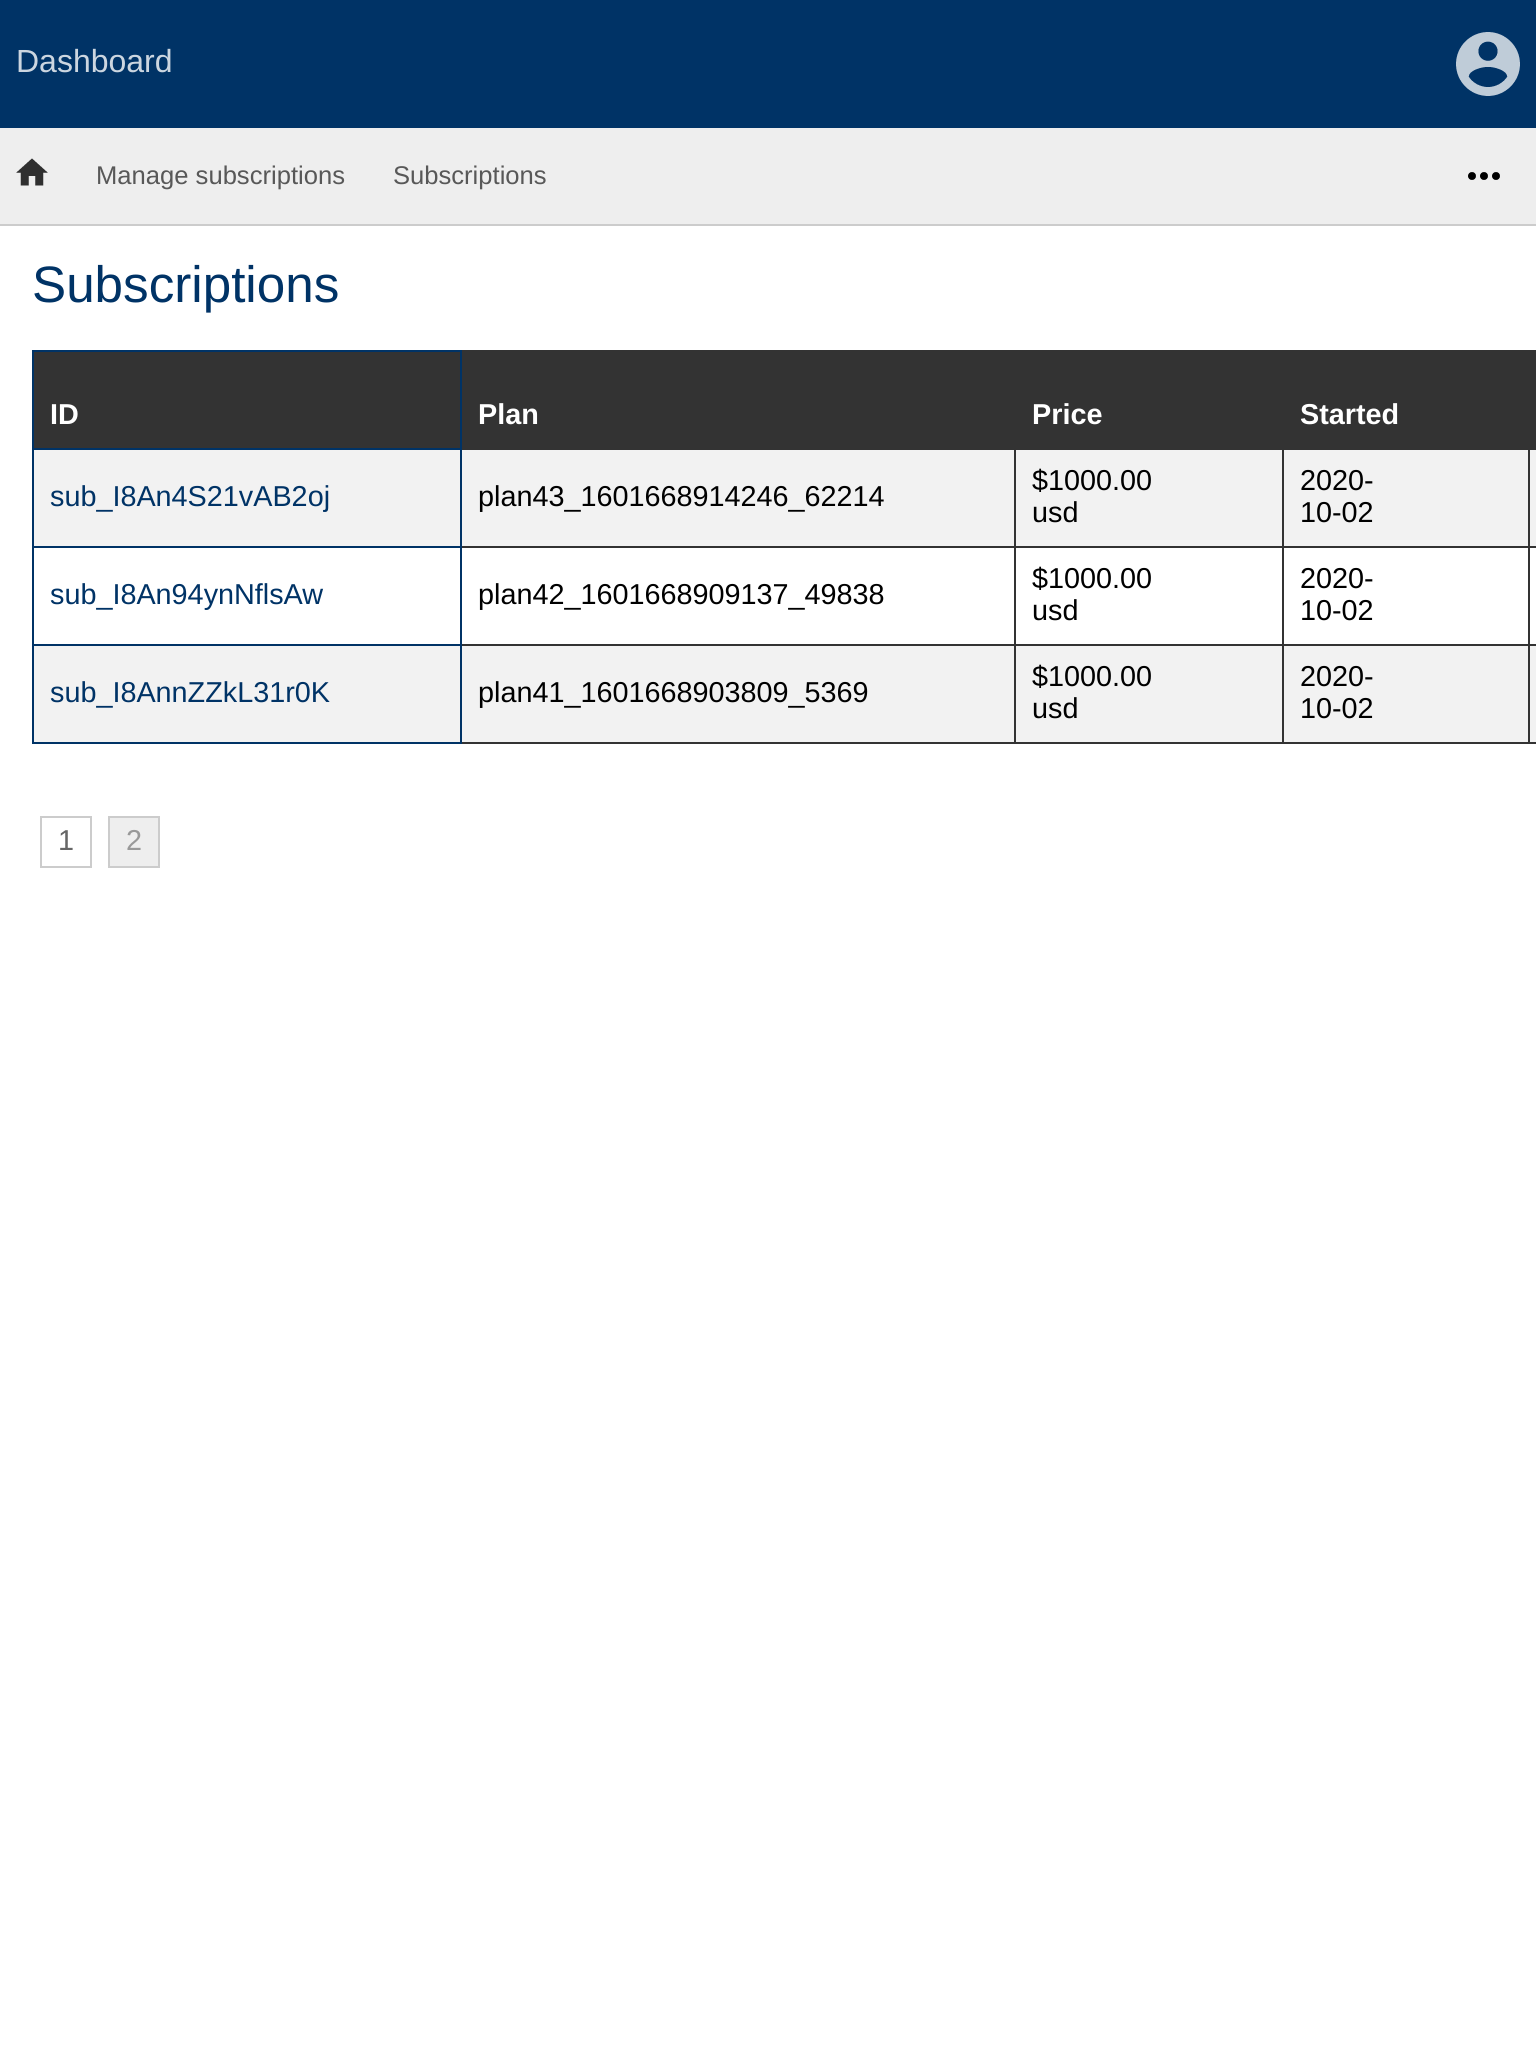 Dashboard
Manage subscriptions Subscriptions
Subscriptions
ID Plan Price Started
sub_I8An4S21vAB2oj plan43_1601668914246_62214 $1000.00 2020-
usd 10-02
sub_I8An94ynNflsAw plan42_1601668909137_49838 $1000.00 2020-
usd 10-02
sub_I8AnnZZkL31r0K plan41_1601668903809_5369 $1000.00 2020-
usd 10-02
1 2